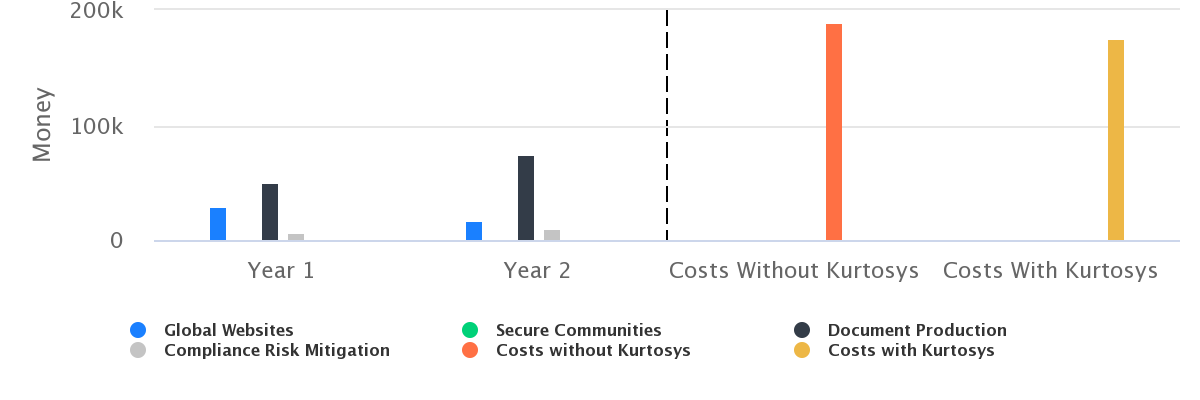 200k
100k
0
Money
Year 1
Year 2
Costs Without Kurtosys
Costs With Kurtosys
Global Websites
Secure Communities
Document Production
Compliance Risk Mitigation
Costs without Kurtosys
Costs with Kurtosys